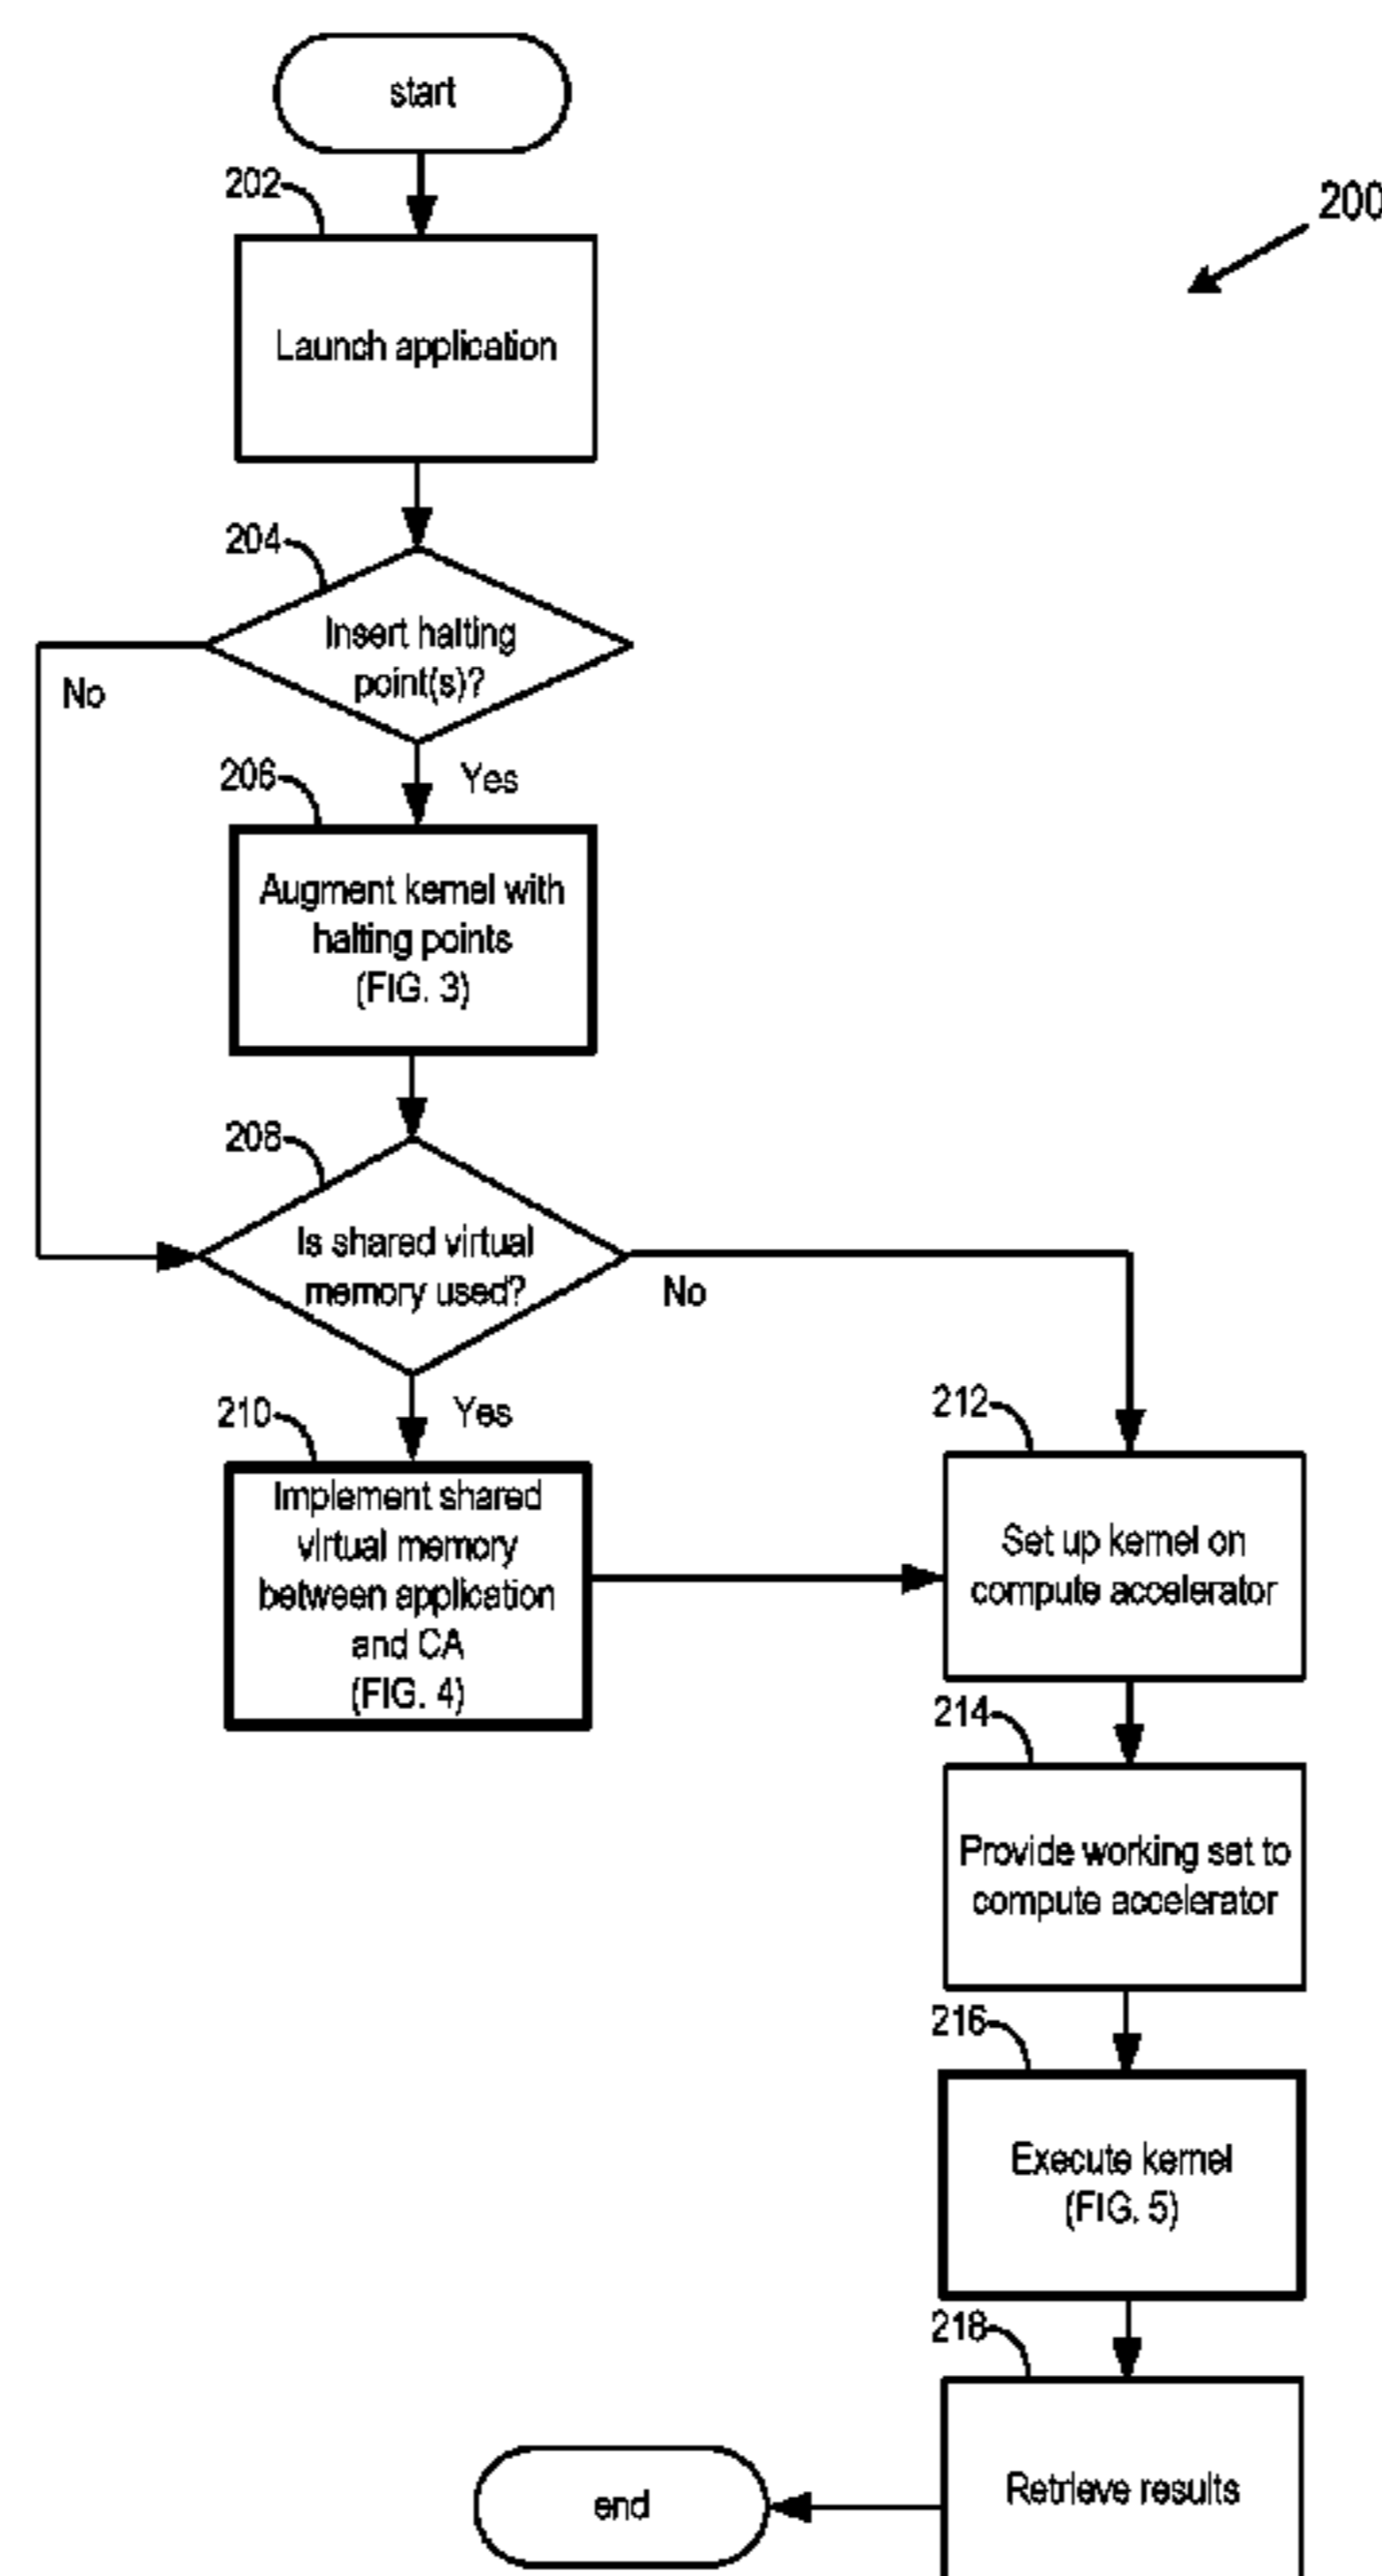 start
202
200
Launch application
204
Insert halting
point(s)?
No
206
Yes
Augment kernel with
halting points
(FIG. 3)
208
Is shared virtual
memory used?
No
210
Yes
212
Implement shared
virtual memory
between application
and CA
(FIG. 4)
Set up kernel on
compute accelerator
214
Provide working set to
compute accelerator
216
Execute kernel
(FIG. 5)
218
Retrieve results
end